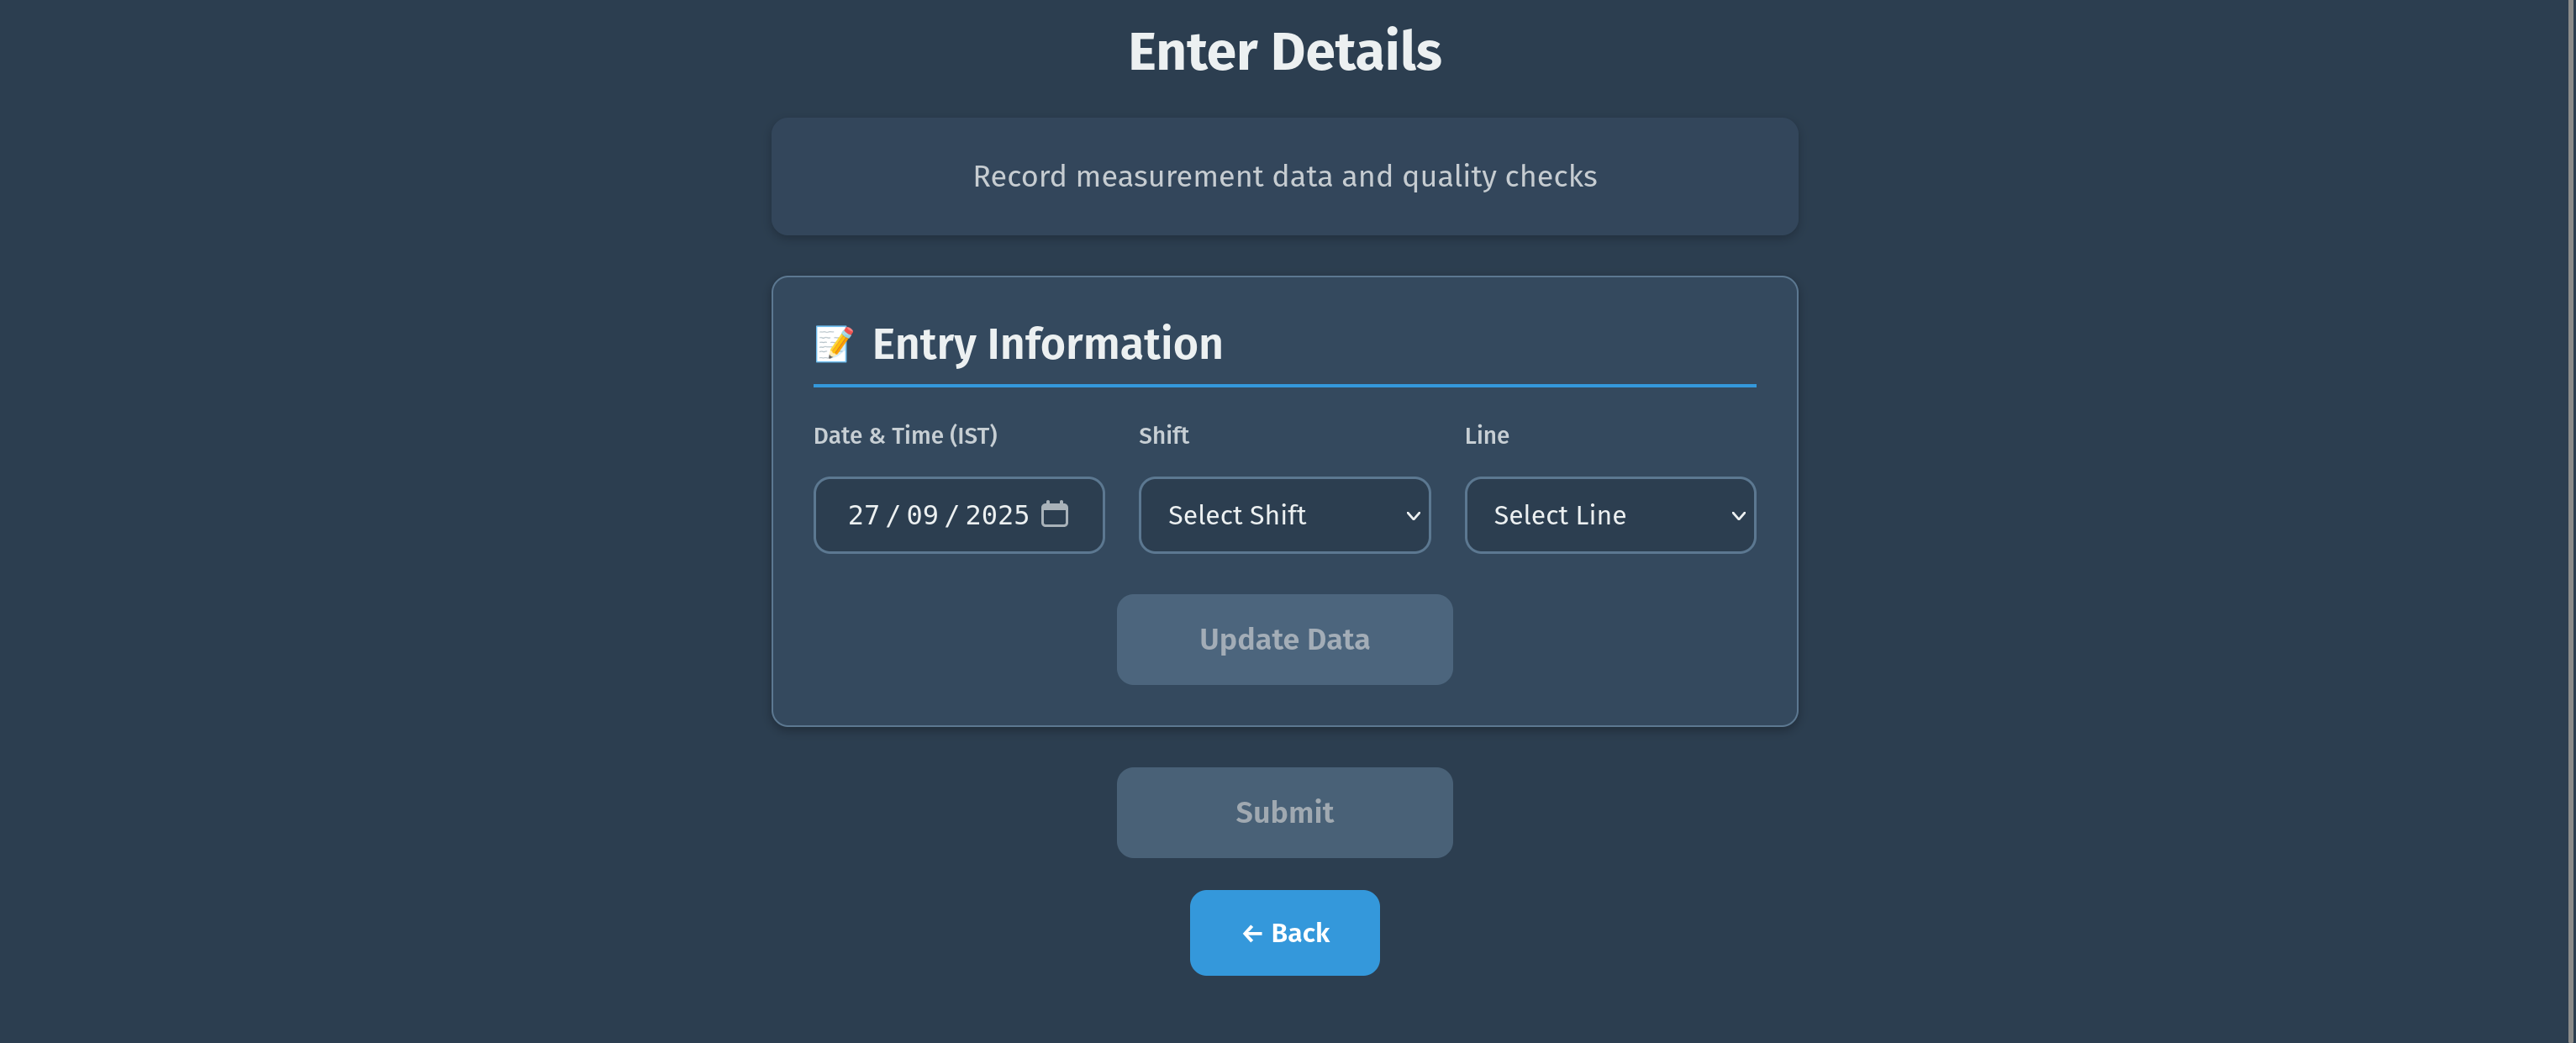 Enter Details
Record measurement data and quality checks
📝 Entry Information
Date & Time (IST) Shift Line
27/09/2025 Select Shift Select Line
Update Data
Submit
← Back